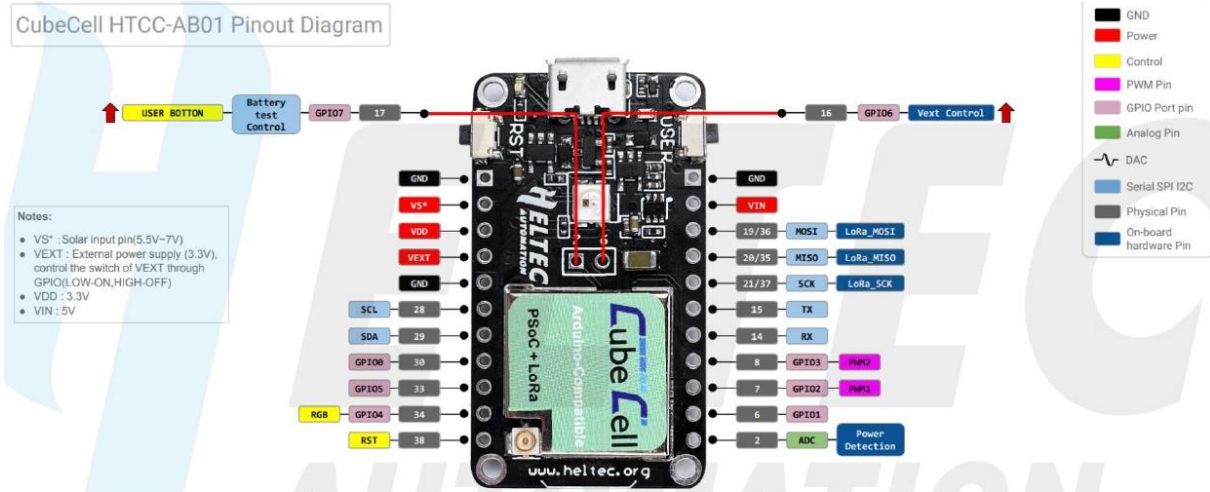 CubeCell HTCC-AB01 Pinout Diagram
GND
Power
Control
PWM Pin
GPIO Port pin
Analog Pin
DAC
Serial SPI I2C
Physical Pin
On-board
hardware Pin
USER BOTTON
Battery
test
Control
GPIO7
17
16
GPIO6
Vext Control
RST
USER
GND
GND
VS*
VIN
VDD
19/36
MOSI
LoRa_MOSI
VEXT
20/35
MISO
LoRa_MISO
GND
21/37
SCK
LoRa_SCK
SCL
28
15
TX
SDA
29
14
RX
GPIO0
30
8
GPIO3
PWM2
GPIO5
33
7
GPIO2
PWM1
RGB
GPIO4
34
6
GPIO1
RST
38
2
ADC
Power
Detection
Notes:
VS* : Solar input pin(5.5V~7V)
VEXT : External power supply (3.3V),
control the switch of VEXT through
GPIO(LOW-ON,HIGH-OFF)
VDD : 3.3V
VIN : 5V
HELTEC
AUTOMATION
CubeCell
Arduino-Compatible
PSoC + LoRa
www.heltec.org
HELTEC
AUTOMATION